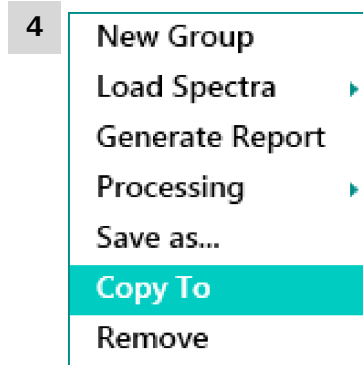 4
New Group
Load Spectra
Generate Report
Processing
Save as...
Copy To
Remove